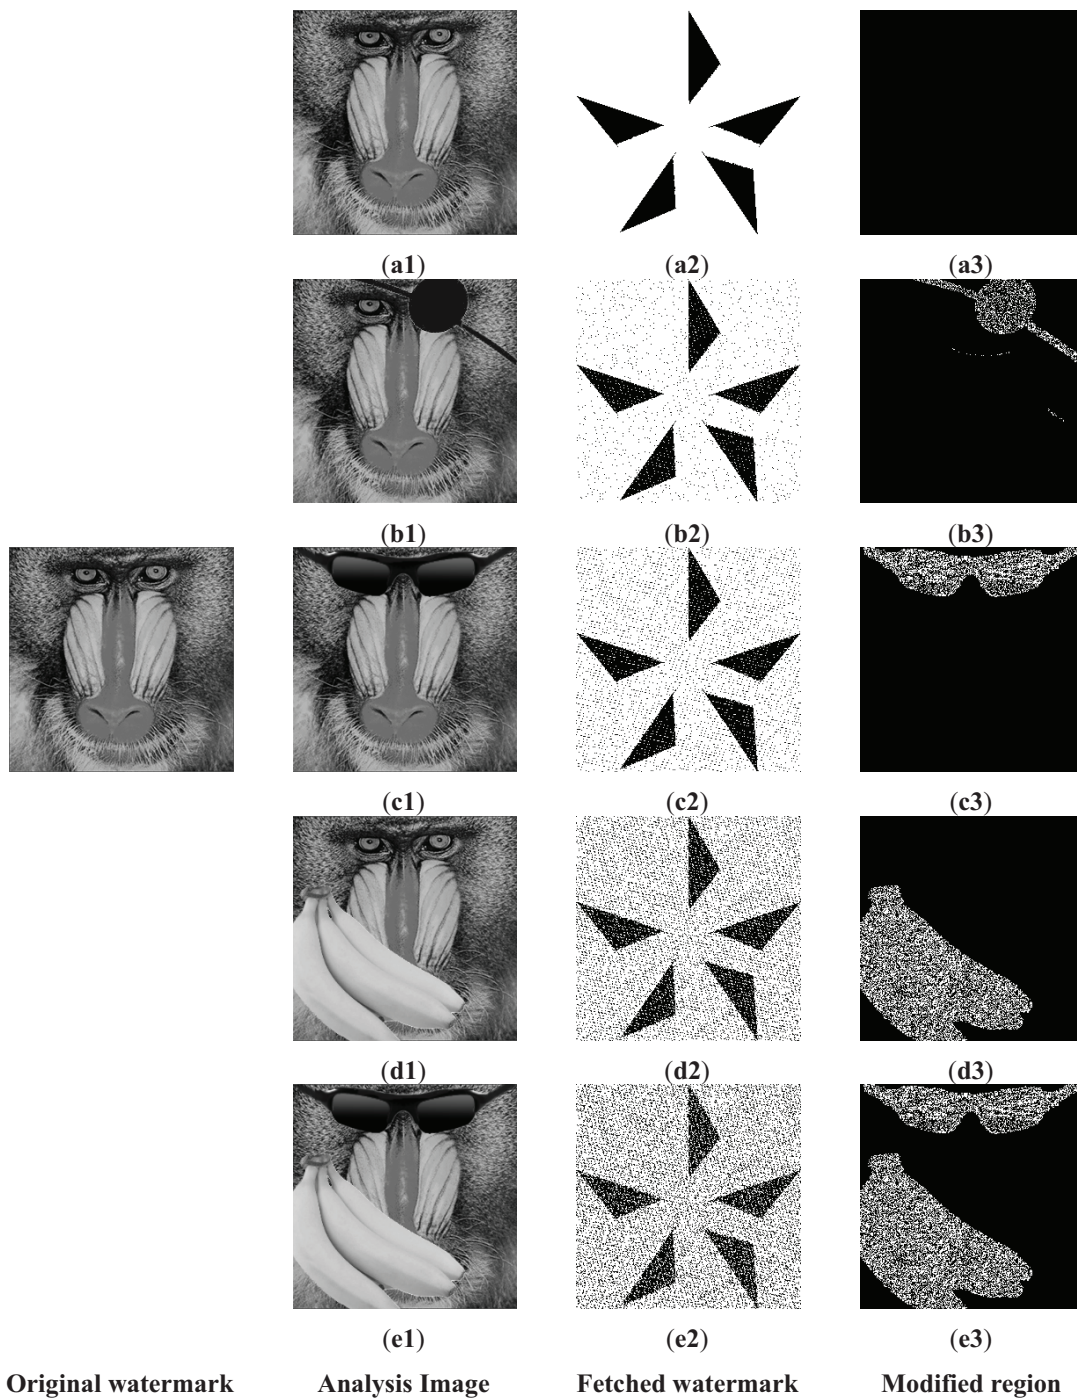 (a1) (a2) (a3)
(b1) (b2) (b3)
(c1) (c2) (c3)
(d1) (d2) (d3)
(e1) (e2) (e3)
Original watermark Analysis Image Fetched watermark Modified region